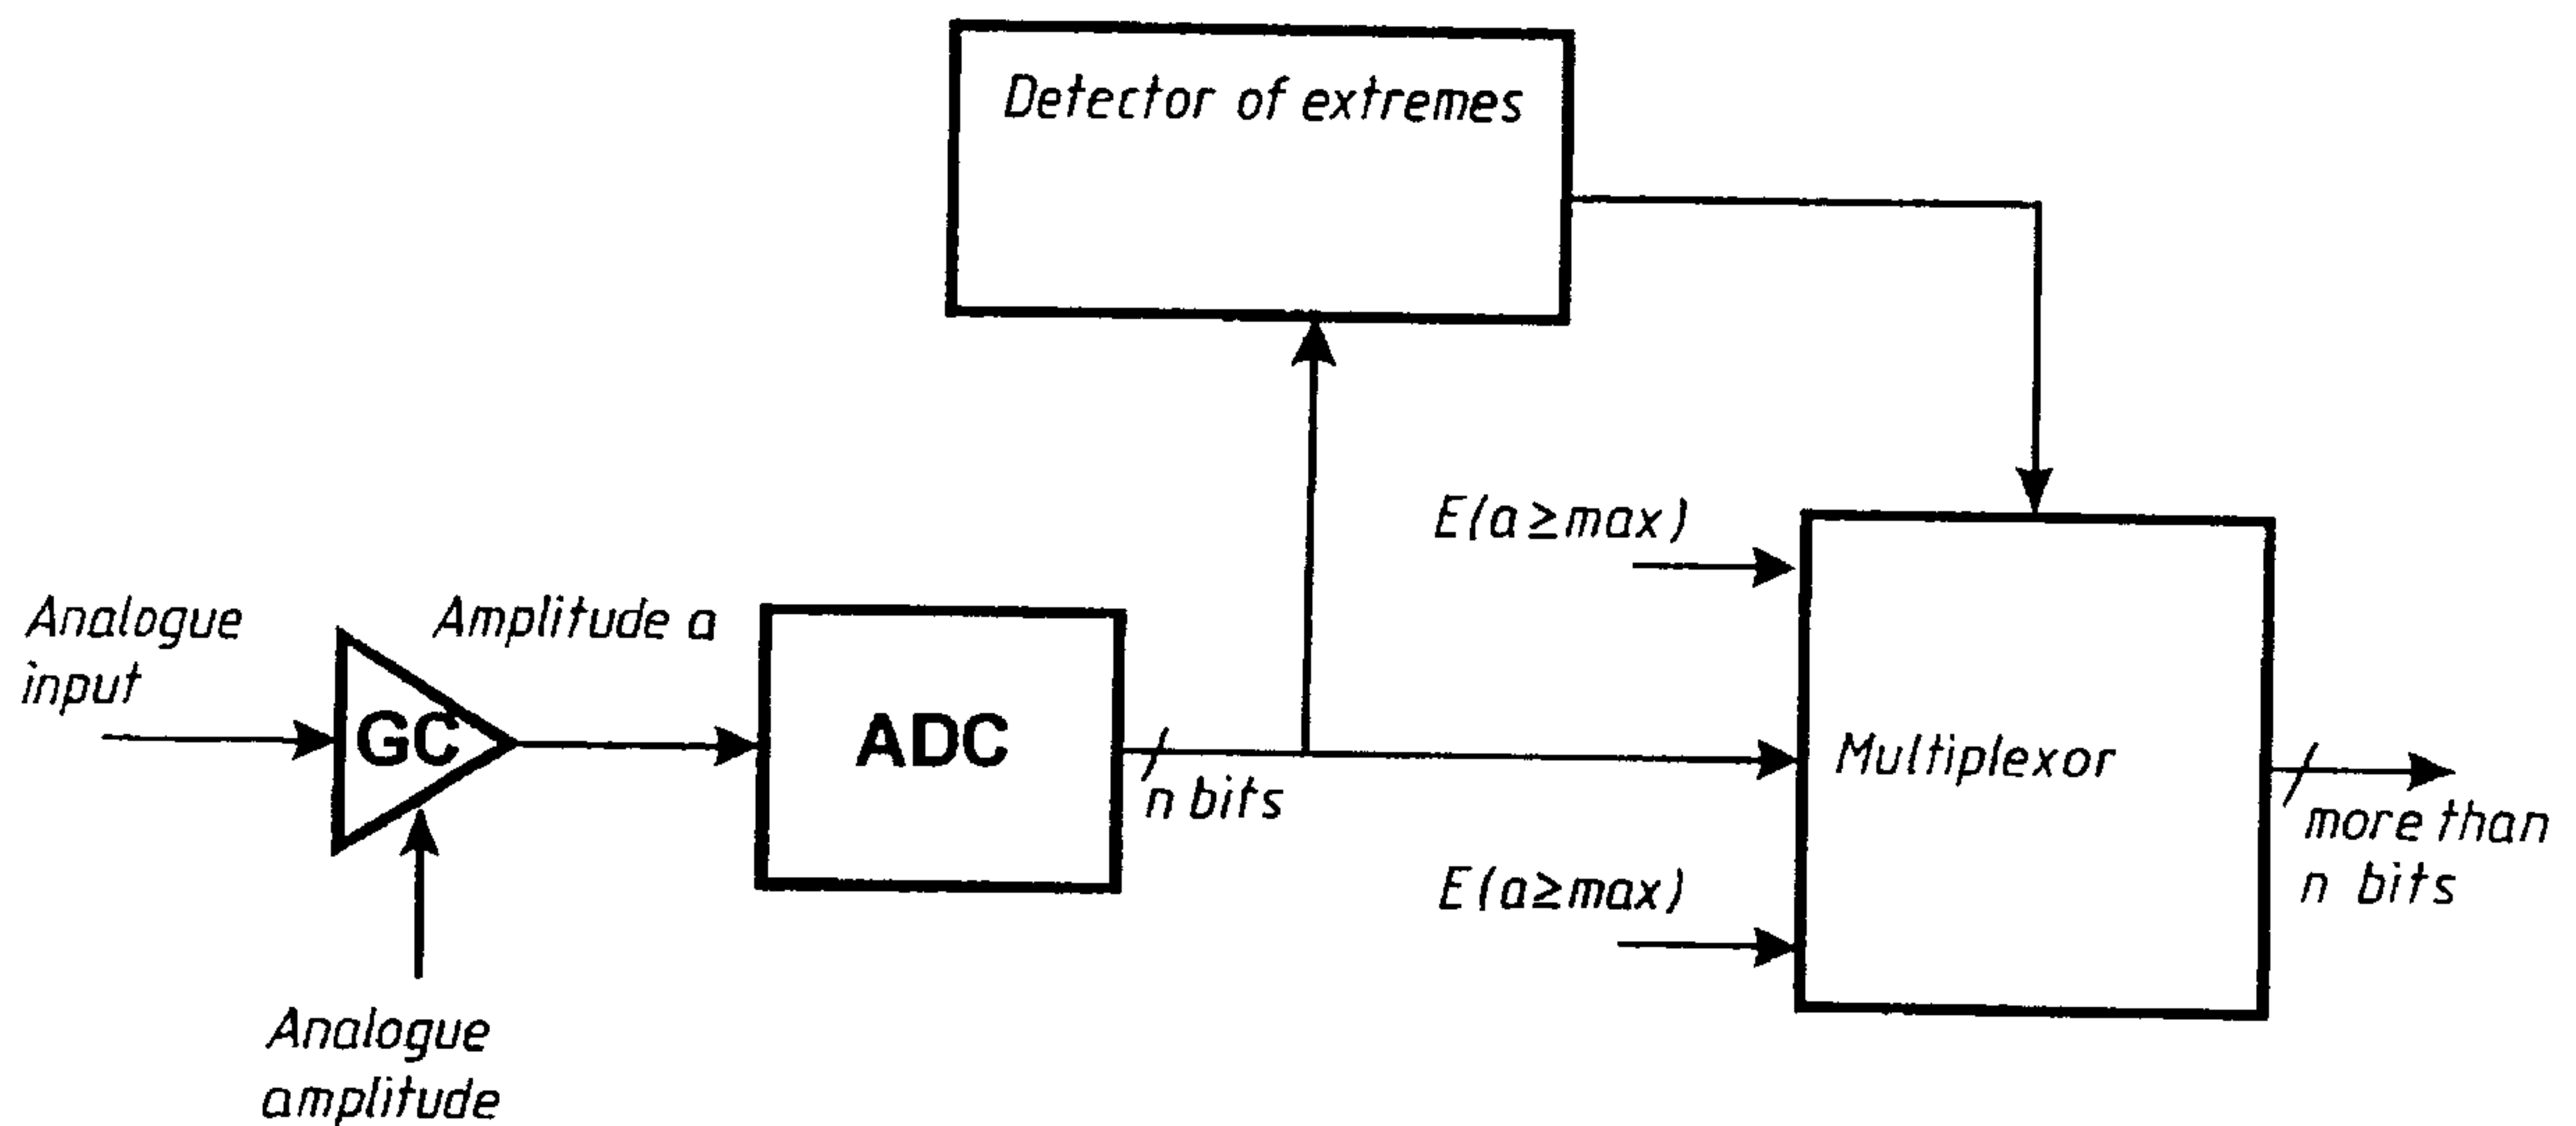 Detector of extremes
E(a≥max)
Analogue
input
Amplitude a
GC
ADC
n bits
Multiplexor
more than
n bits
E(a≥max)
Analogue
amplitude